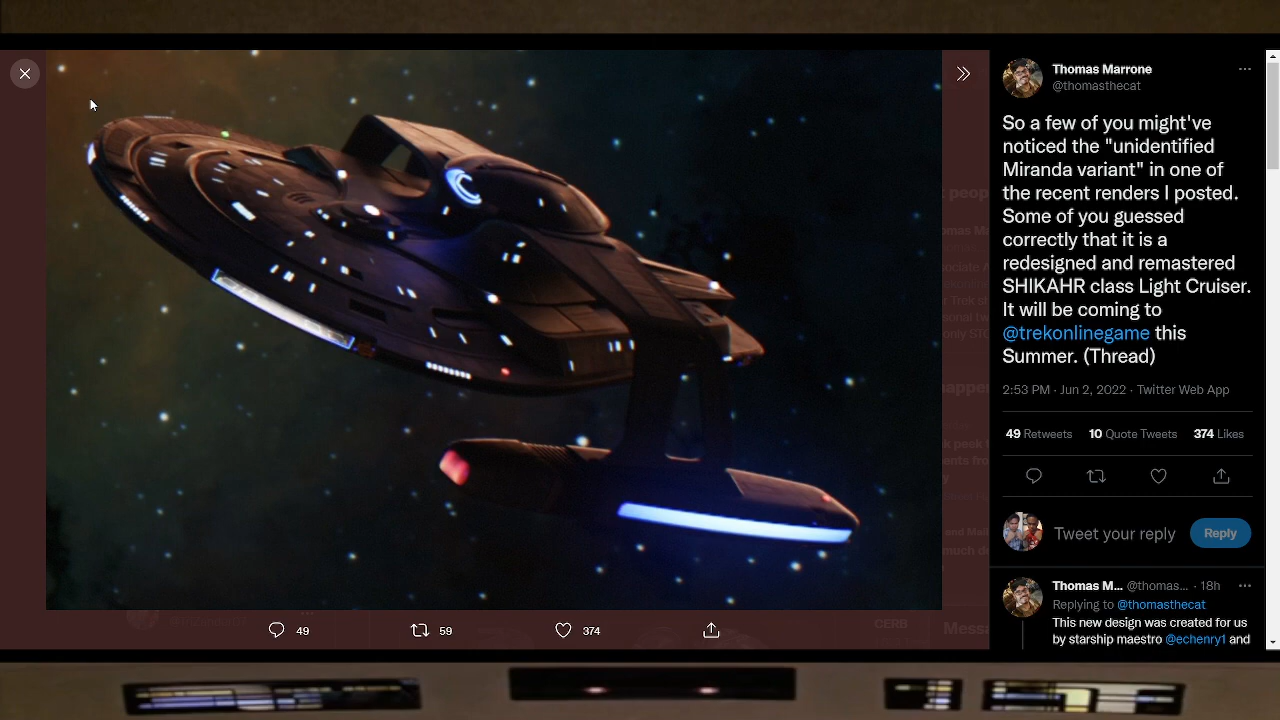 Thomas Marrone
@thomasthecat
So a few of you might've
noticed the "unidentified
Miranda variant" in one of
the recent renders I posted.
Some of you guessed
correctly that it is a
redesigned and remastered
SHIKAHR class Light Cruiser.
It will be coming to
@trekonlinegame this
Summer. (Thread)
2:53 PM · Jun 2, 2022 · Twitter Web App
49 Retweets 10 Quote Tweets 374 Likes
Tweet your reply Reply
Thomas M... @thomas... · 18h
Replying to @thomasthecat
This new design was created for us
by starship maestro @echenry1 and
49 59 374
CERB